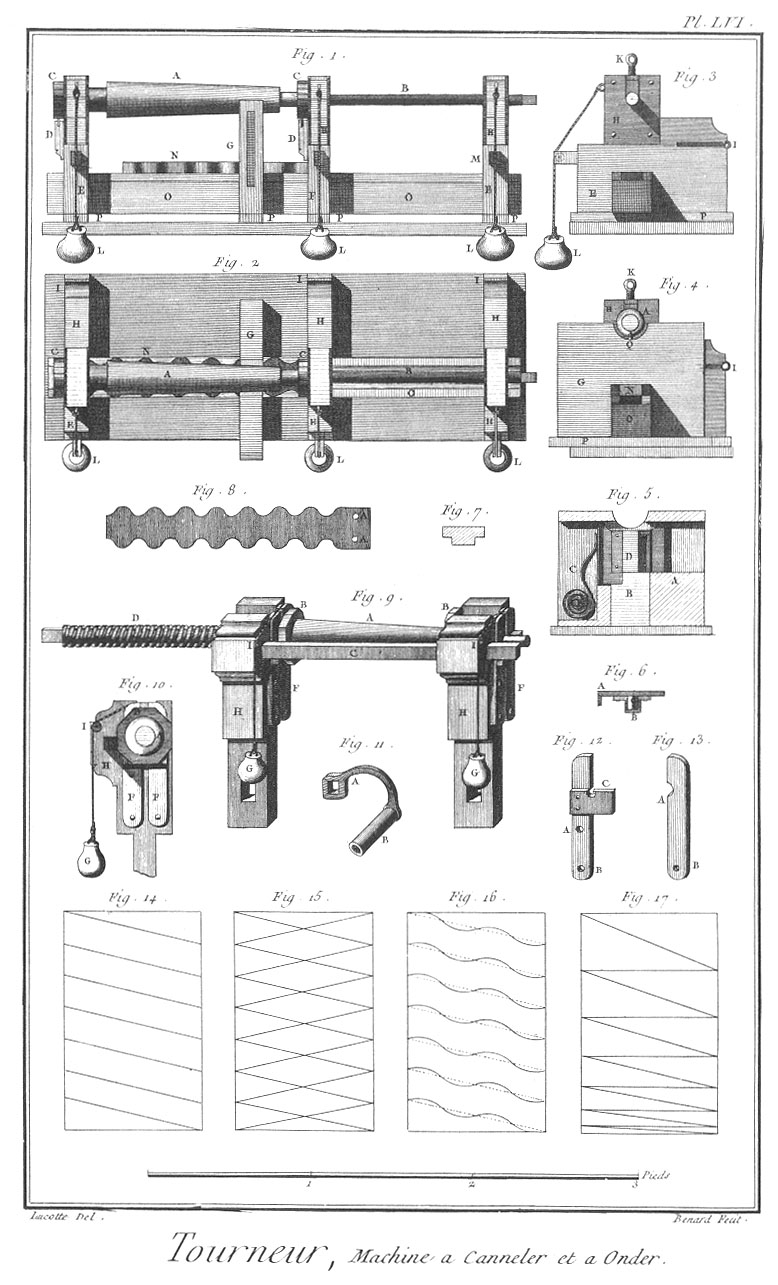 Pl. LVI.
Fig. 1.
C A C B
K Fig. 3
D D H
H H
G
N M I
E O F O B E
P P P P
L L L L
Fig. 2
I I I
K
Fig. 4
H H H
H A
G
C N C Q
A B I
O G N
E H H O
L L L P
Fig. 8.
Fig. 7.
Fig. 5.
A
A
C D
B A
Fig. 9.
D B A B
I C I
F F
H H
G G
Fig. 6.
A
B
Fig. 10.
I
H F F
G
Fig. 11
A
B
Fig. 12. Fig. 13.
C
A A
B B
Fig. 14 Fig. 15. Fig. 16. Fig. 17.
1 2 3 Pieds
Lucotte Del. Benard Fecit.
Tourneur, Machine a Canneler et a Onder.